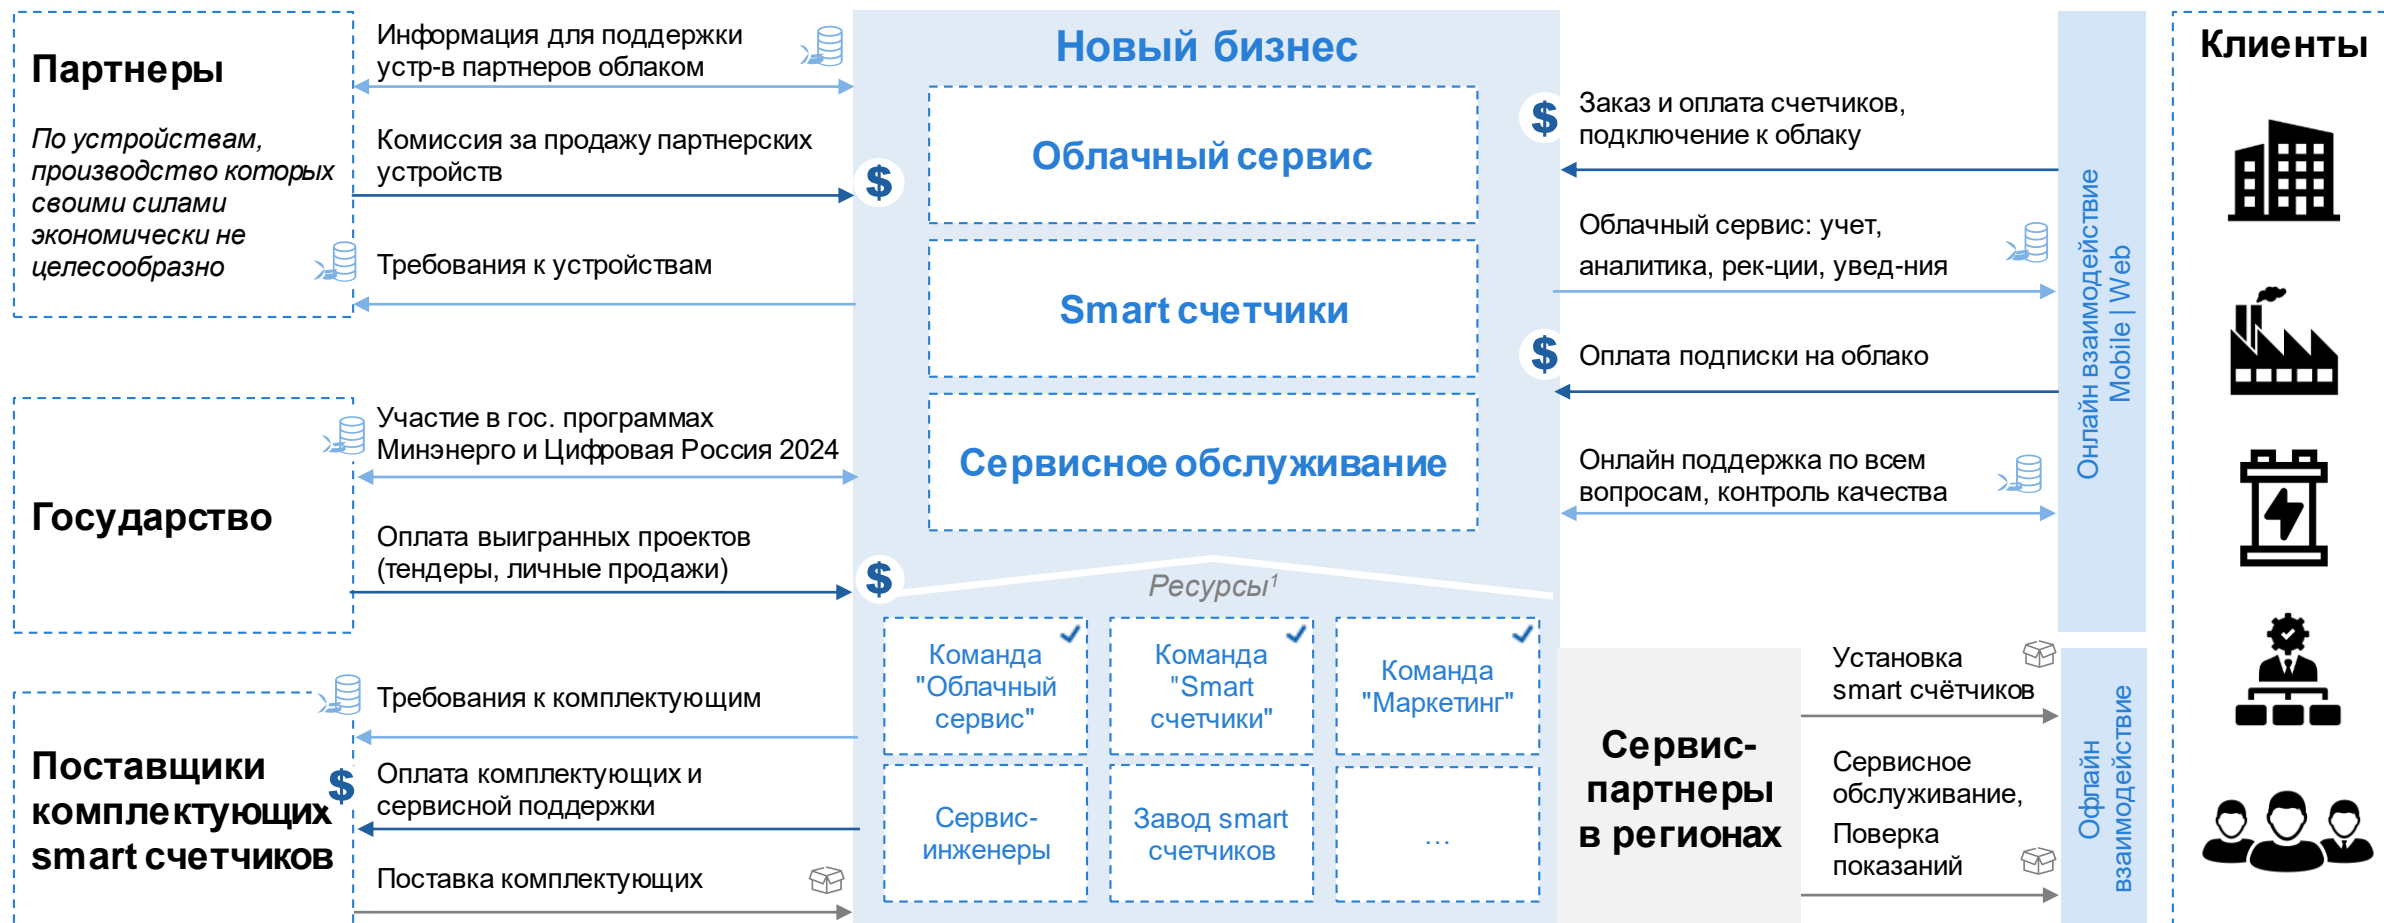 Партнеры
По устройствам,
производство которых
своими силами
экономически не
целесообразно
Информация для поддержки
устр-в партнеров облаком
Комиссия за продажу партнерских
устройств
$
Требования к устройствам
Государство
Участие в гос. программах
Минэнерго и Цифровая Россия 2024
Оплата выигранных проектов
(тендеры, личные продажи)
$
Поставщики
комплектующих
smart счетчиков
Требования к комплектующим
$
Оплата комплектующих и
сервисной поддержки
Поставка комплектующих
Новый бизнес
Облачный сервис
Smart счетчики
Сервисное обслуживание
Ресурсы¹
Команда
"Облачный
сервис"
Команда
"Smart
счетчики"
Команда
"Маркетинг"
Сервис-
инженеры
Завод smart
счетчиков
...
$
Заказ и оплата счетчиков,
подключение к облаку
Облачный сервис: учет,
аналитика, рек-ции, увед-ния
$
Оплата подписки на облако
Онлайн поддержка по всем
вопросам, контроль качества
Сервис-
партнеры
в регионах
Установка
smart счётчиков
Сервисное
обслуживание,
Поверка
показаний
Онлайн взаимодействие
Mobile | Web
Офлайн
взаимодействие
Клиенты